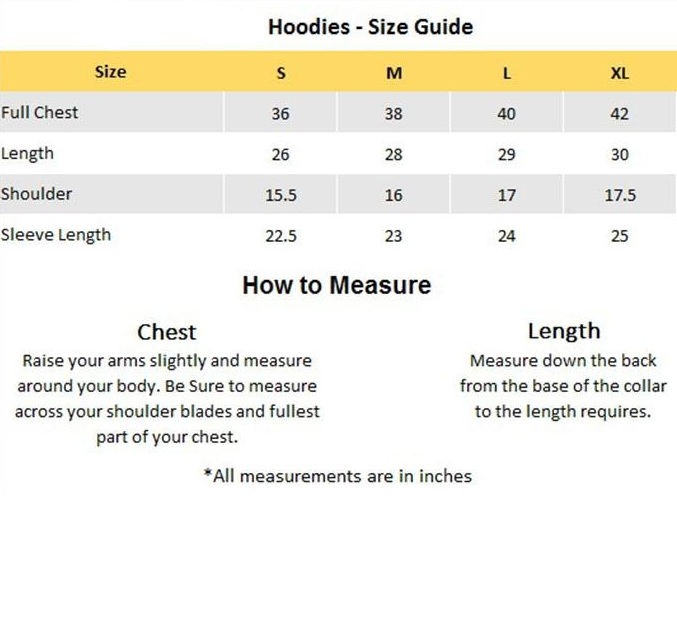 Hoodies - Size Guide
Size S M L XL
Full Chest 36 38 40 42
Length 26 28 29 30
Shoulder 15.5 16 17 17.5
Sleeve Length 22.5 23 24 25
How to Measure
Chest
Raise your arms slightly and measure
around your body. Be Sure to measure
across your shoulder blades and fullest
part of your chest.
Length
Measure down the back
from the base of the collar
to the length requires.
*All measurements are in inches